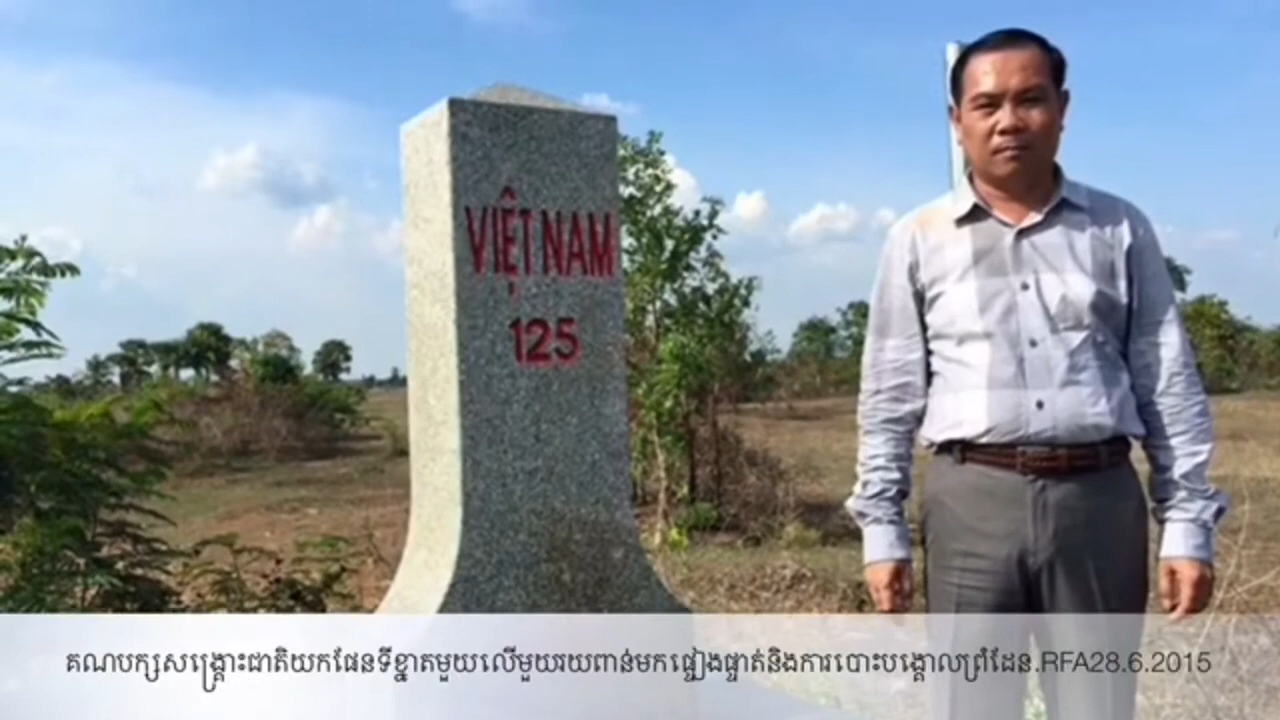 VIỆT NAM
125
គណបក្សសង្គ្រោះជាតិយកផែនទីខ្នាតមួយលើមួយរយពាន់មកផ្ទៀងផ្ទាត់និងការបោះបង្គោលព្រំដែន.RFA28.6.2015